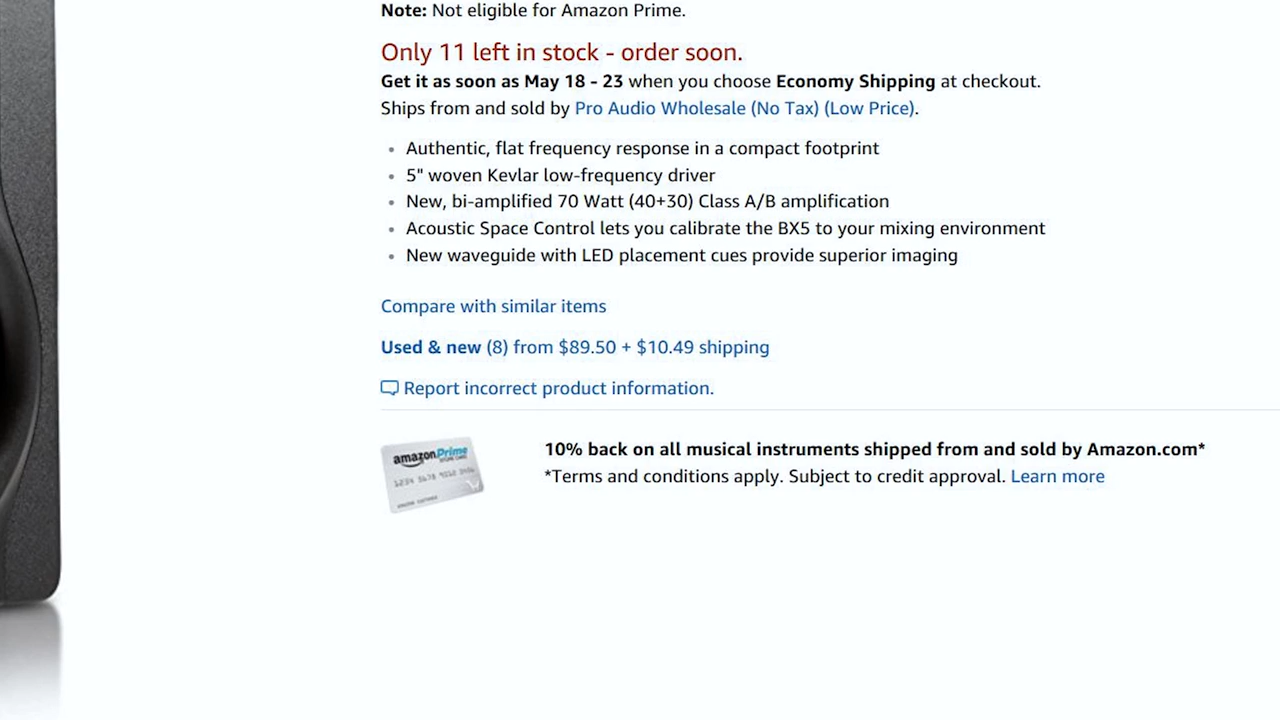 Note: Not eligible for Amazon Prime.
Only 11 left in stock - order soon.
Get it as soon as May 18 - 23 when you choose Economy Shipping at checkout.
Ships from and sold by Pro Audio Wholesale (No Tax) (Low Price).
Authentic, flat frequency response in a compact footprint
5" woven Kevlar low-frequency driver
New, bi-amplified 70 Watt (40+30) Class A/B amplification
Acoustic Space Control lets you calibrate the BX5 to your mixing environment
New waveguide with LED placement cues provide superior imaging
Compare with similar items
Used & new (8) from $89.50 + $10.49 shipping
Report incorrect product information.
10% back on all musical instruments shipped from and sold by Amazon.com*
*Terms and conditions apply. Subject to credit approval. Learn more
amazonPrime